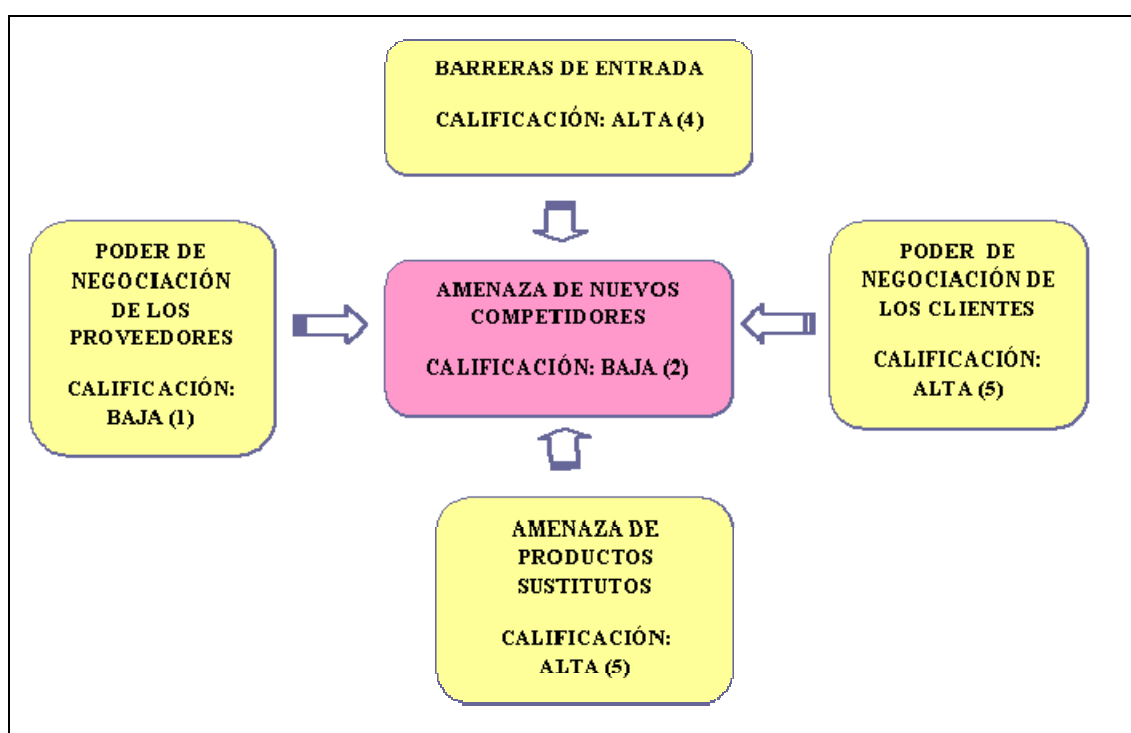 BARRERAS DE ENTRADA
CALIFICACIÓN: ALTA (4)
PODER DE
NEGOCIACIÓN
DE LOS
PROVEEDORES
CALIFICACIÓN:
BAJA (1)
AMENAZA DE NUEVOS
COMPETIDORES
CALIFICACIÓN: BAJA (2)
PODER DE
NEGOCIACIÓN DE
LOS CLIENTES
CALIFICACIÓN:
ALTA (5)
AMENAZA DE
PRODUCTOS
SUSTITUTOS
CALIFICACIÓN:
ALTA (5)